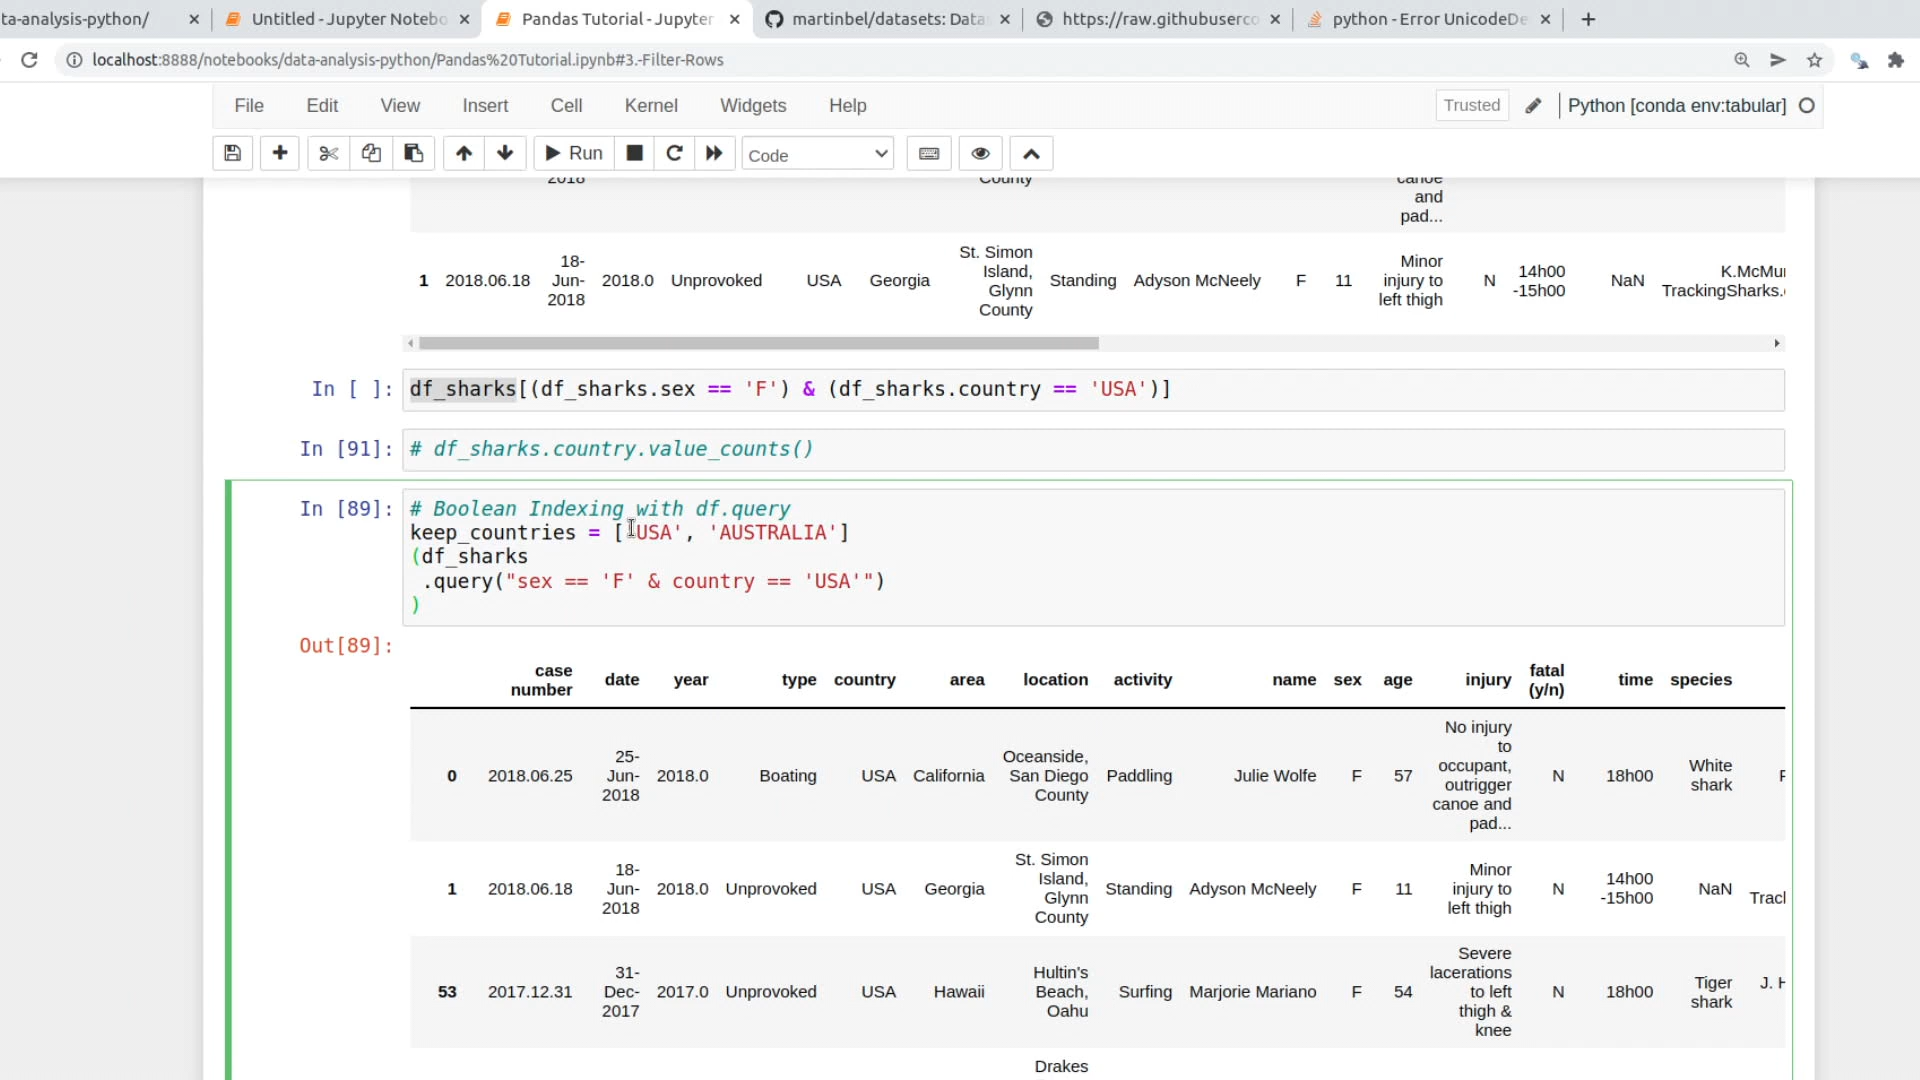 ta-analysis-python/ Untitled - Jupyter Notebo Pandas Tutorial - Jupyter martinbel/datasets: Data https://raw.githubuserco python - Error UnicodeDe
localhost:8888/notebooks/data-analysis-python/Pandas%20Tutorial.ipynb#3.-Filter-Rows
File Edit View Insert Cell Kernel Widgets Help Trusted Python [conda env:tabular]
Run Code
2018 County canoe
and
pad...
1 2018.06.18 18-
Jun-
2018 2018.0 Unprovoked USA Georgia St. Simon
Island,
Glynn
County Standing Adyson McNeely F 11 Minor
injury to
left thigh N 14h00
-15h00 NaN K.McMu
TrackingSharks.
In [ ]: df_sharks[(df_sharks.sex == 'F') & (df_sharks.country == 'USA')]
In [91]: # df_sharks.country.value_counts()
In [89]: # Boolean Indexing with df.query
keep_countries = ['USA', 'AUSTRALIA']
(df_sharks
.query("sex == 'F' & country == 'USA'")
)
Out[89]:
case
number date year type country area location activity name sex age injury fatal
(y/n) time species
0 2018.06.25 25-
Jun-
2018 2018.0 Boating USA California Oceanside,
San Diego
County Paddling Julie Wolfe F 57 No injury
to
occupant,
outrigger
canoe and
pad... N 18h00 White
shark
1 2018.06.18 18-
Jun-
2018 2018.0 Unprovoked USA Georgia St. Simon
Island,
Glynn
County Standing Adyson McNeely F 11 Minor
injury to
left thigh N 14h00
-15h00 NaN Tracl
53 2017.12.31 31-
Dec-
2017 2017.0 Unprovoked USA Hawaii Hultin's
Beach,
Oahu Surfing Marjorie Mariano F 54 Severe
lacerations
to left
thigh &
knee N 18h00 Tiger
shark J. H
Drakes